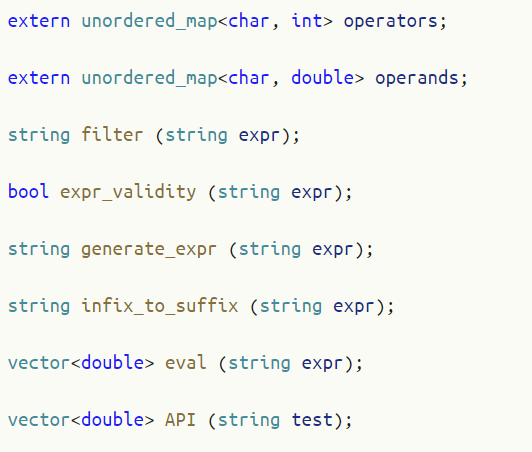 extern unordered_map<char, int> operators;
extern unordered_map<char, double> operands;
string filter (string expr);
bool expr_validity (string expr);
string generate_expr (string expr);
string infix_to_suffix (string expr);
vector<double> eval (string expr);
vector<double> API (string test);